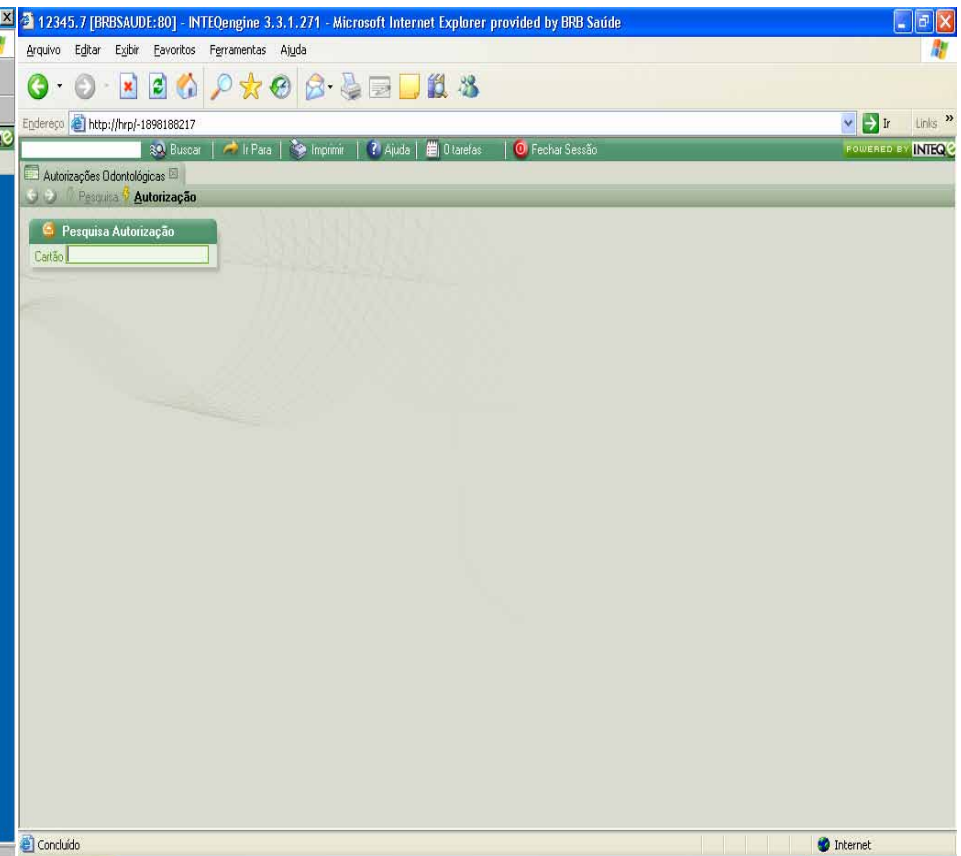 12345.7 [BRBSAUDE:80] - INTEQengine 3.3.1.271 - Microsoft Internet Explorer provided by BRB Saúde
Arquivo Editar Exibir Favoritos Ferramentas Ajuda
Endereço http://hrp/-1898188217 Ir Links »
Buscar Ir Para Imprimir Ajuda 0 tarefas Fechar Sessão POWERED BY INTEQ
Autorizações Odontológicas
Pesquisa Autorização
Pesquisa Autorização
Cartão
Concluído Internet